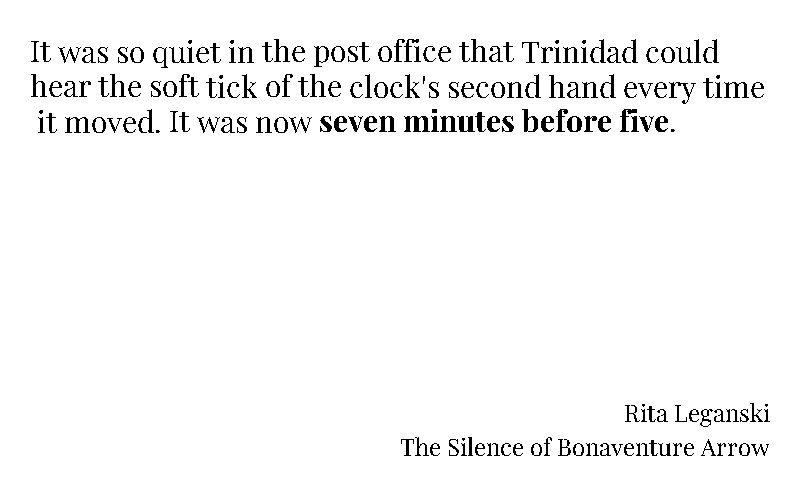 It was so quiet in the post office that Trinidad could
hear the soft tick of the clock's second hand every time
it moved. It was now seven minutes before five.
Rita Leganski
The Silence of Bonaventure Arrow